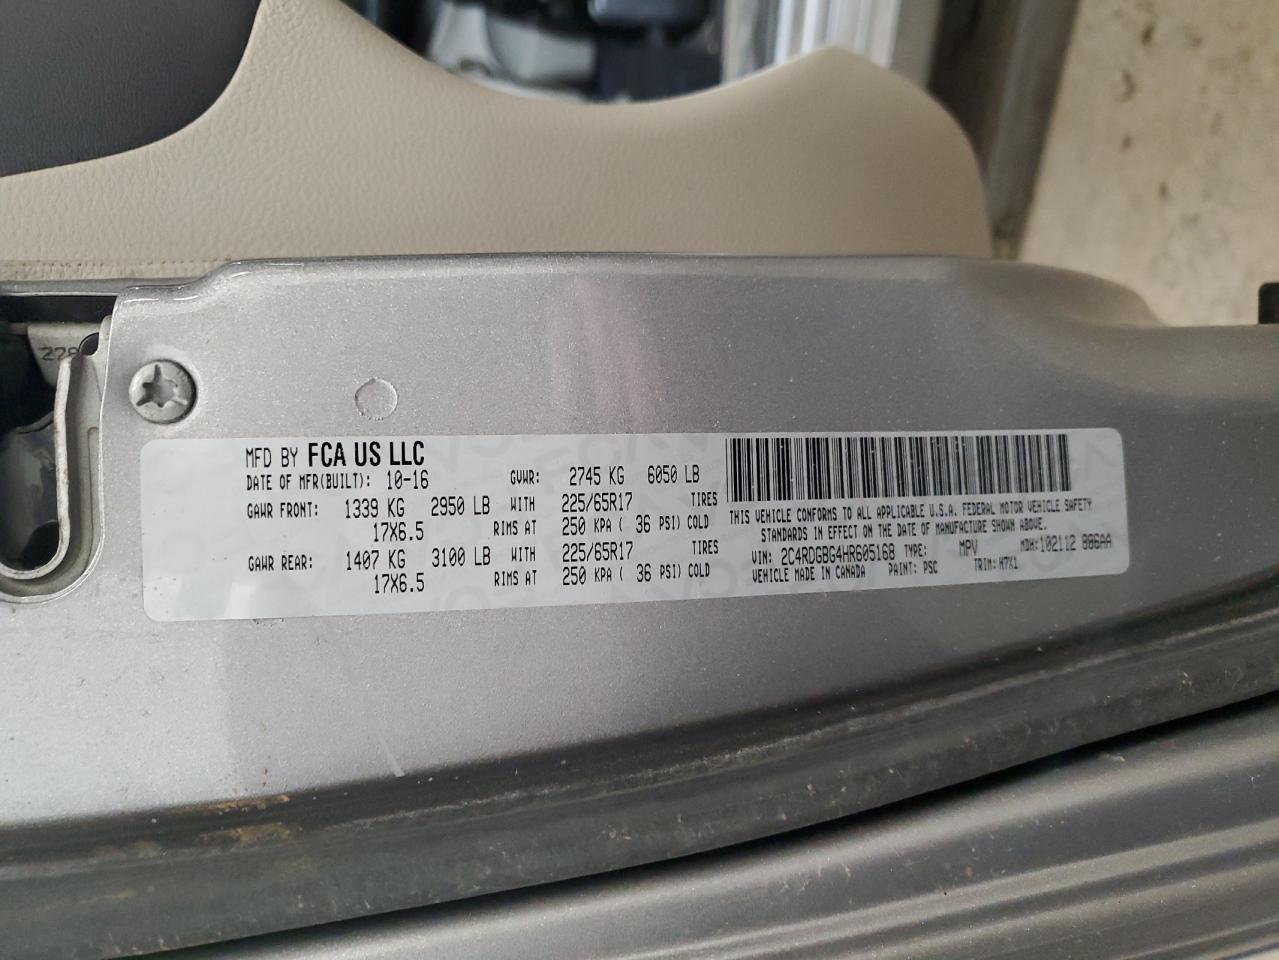 278
MFD BY FCA US LLC
DATE OF MFR(BUILT): 10-16 GVWR: 2745 KG 6050 LB
GAWR FRONT: 1339 KG 2950 LB WITH 225/65R17 TIRES
17X6.5 RIMS AT 250 KPA ( 36 PSI) COLD
GAWR REAR: 1407 KG 3100 LB WITH 225/65R17 TIRES
17X6.5 RIMS AT 250 KPA ( 36 PSI) COLD
THIS VEHICLE CONFORMS TO ALL APPLICABLE U.S.A. FEDERAL MOTOR VEHICLE SAFETY
STANDARDS IN EFFECT ON THE DATE OF MANUFACTURE SHOWN ABOVE.
VIN: 2C4RDGBG4HR605168 TYPE: MPV MDH:102112 886AA
VEHICLE MADE IN CANADA PAINT: PSC TRIM: H7X1